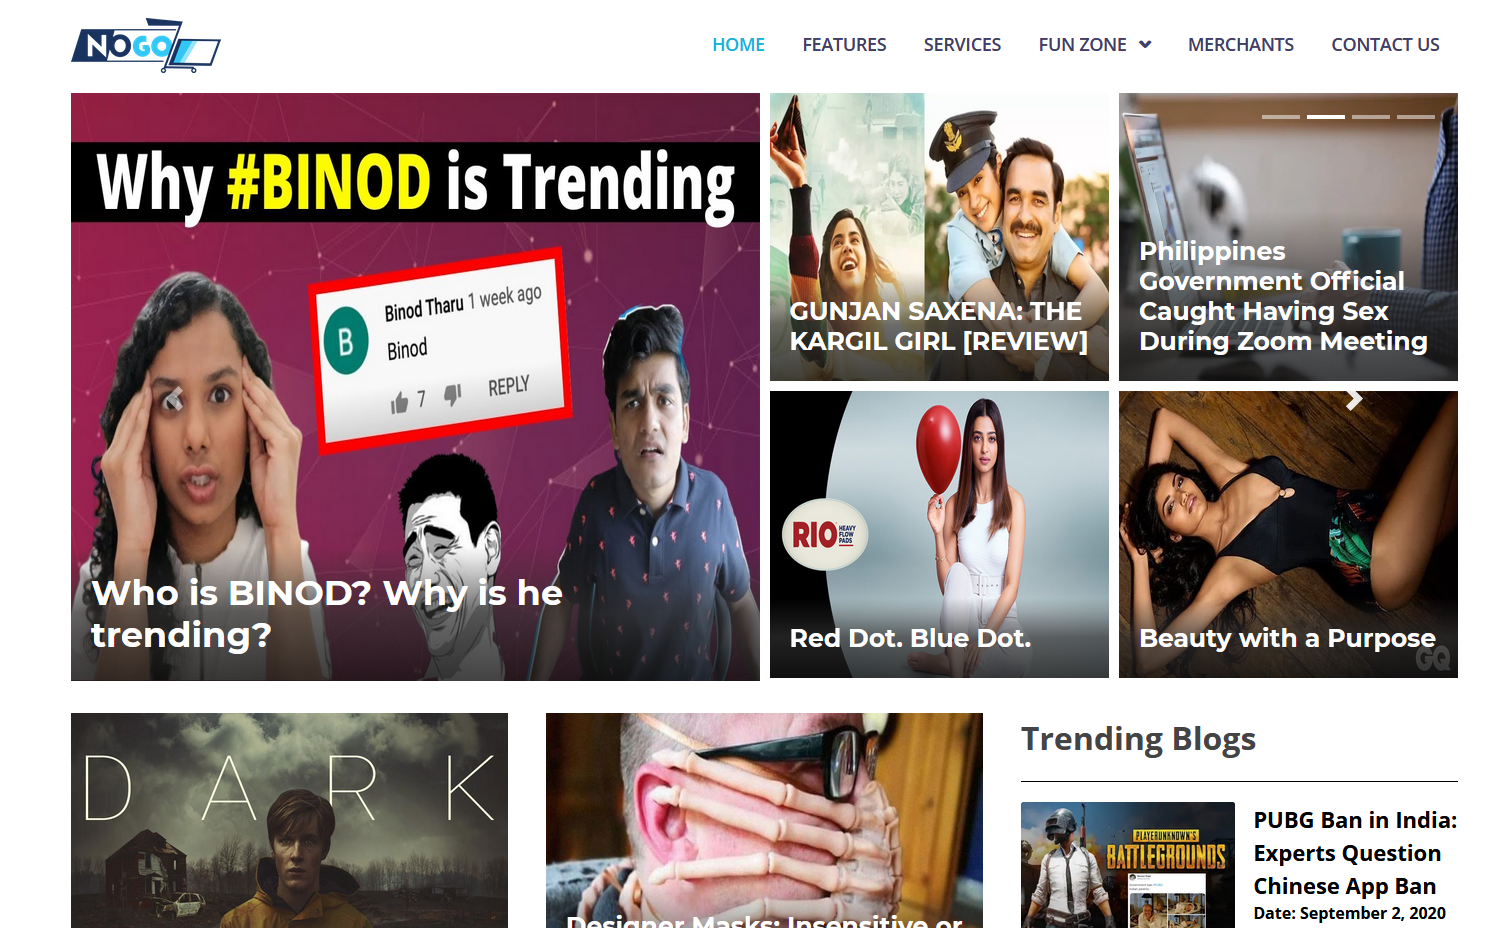 NOGO
HOME
FEATURES
SERVICES
FUN ZONE
MERCHANTS
CONTACT US
Why #BINOD is Trending
B
Binod Tharu 1 week ago
Binod
7
REPLY
Who is BINOD? Why is he
trending?
GUNJAN SAXENA: THE
KARGIL GIRL [REVIEW]
Philippines
Government Official
Caught Having Sex
During Zoom Meeting
RIO HEAVY
FLOW
PADS
Red Dot. Blue Dot.
Beauty with a Purpose
GQ
DARK
Designer Masks: Insensitive or
Trending Blogs
PLAYERUNKNOWN'S
BATTLEGROUNDS
PUBG Ban in India:
Experts Question
Chinese App Ban
Date: September 2, 2020